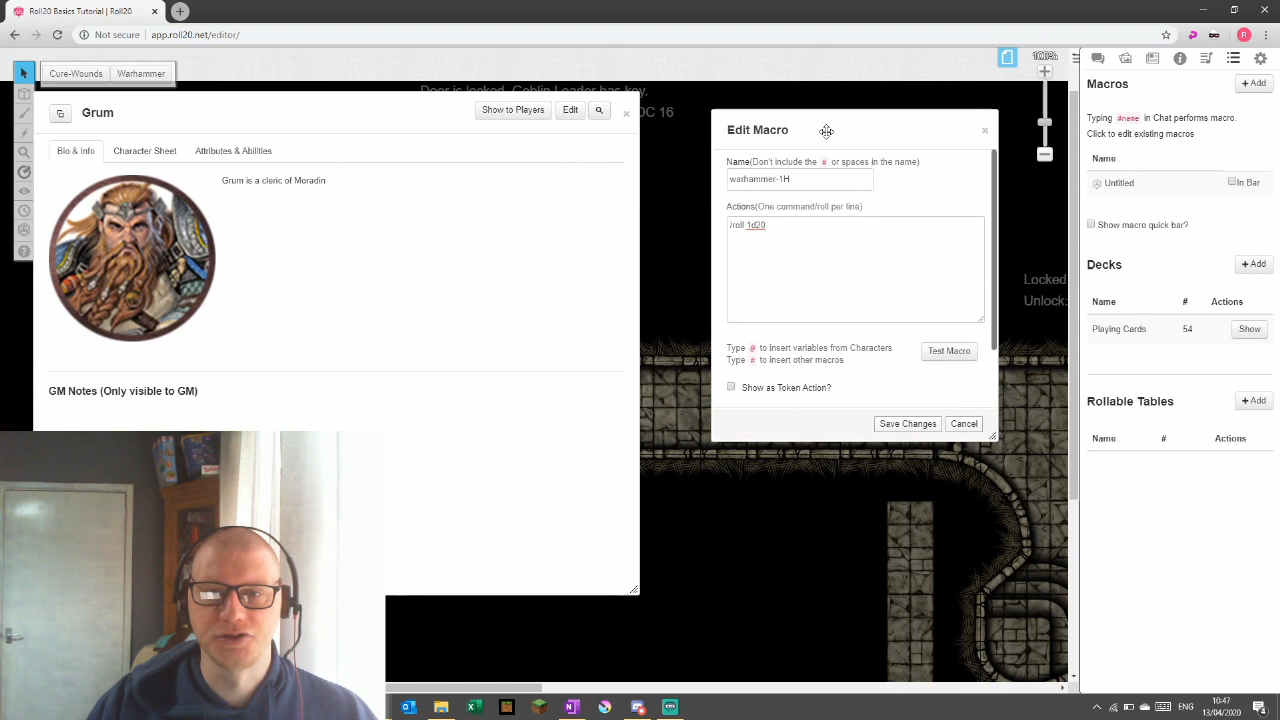 Roll20 Basics Tutorial | Roll20
Not secure
app.roll20.net/editor/
R
Cure-Wounds
Warhammer
100%
Door is locked. Goblin Leader has key.
DC 16
Grum
Show to Players
Edit
Bio & Info
Character Sheet
Attributes & Abilities
Grum is a cleric of Moradin
GM Notes (Only visible to GM)
Edit Macro
Name(Don't include the # or spaces in the name)
warhammer-1H
Actions(One command/roll per line)
/roll 1d20
Type @ to insert variables from Characters
Type # to insert other macros
Test Macro
Show as Token Action?
Save Changes
Cancel
Locked
Unlock:
Macros
+ Add
Typing #name in Chat performs macro.
Click to edit existing macros
Name
Untitled
In Bar
Show macro quick bar?
Decks
+ Add
Name # Actions
Playing Cards 54 Show
Rollable Tables
+ Add
Name # Actions
ENG
10:47
13/04/2020